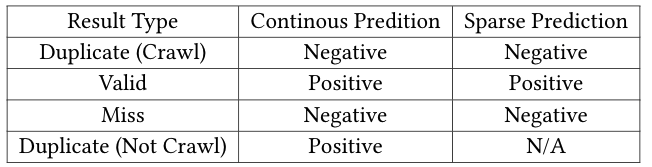 Result Type Continous Predition Sparse Prediction
Duplicate (Crawl) Negative Negative
Valid Positive Positive
Miss Negative Negative
Duplicate (Not Crawl) Positive N/A